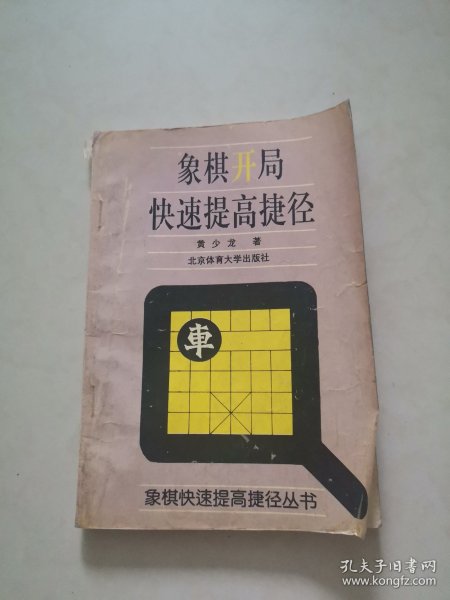 象棋开局
快速提高捷径
黄少龙 著
北京体育大学出版社
車
象棋快速提高捷径丛书
孔夫子旧书网
www.kongfz.com